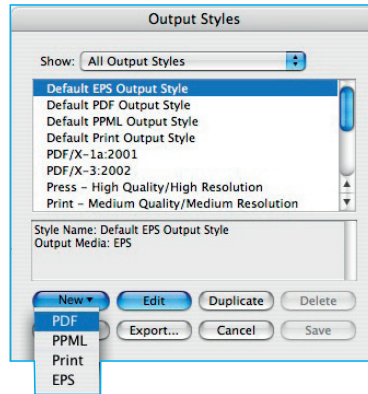 Output Styles
Show: All Output Styles
Default EPS Output Style
Default PDF Output Style
Default PPML Output Style
Default Print Output Style
PDF/X-1a:2001
PDF/X-3:2002
Press - High Quality/High Resolution
Print - Medium Quality/Medium Resolution
Style Name: Default EPS Output Style
Output Media: EPS
New Edit Duplicate Delete
Export... Cancel Save
PDF
PPML
Print
EPS